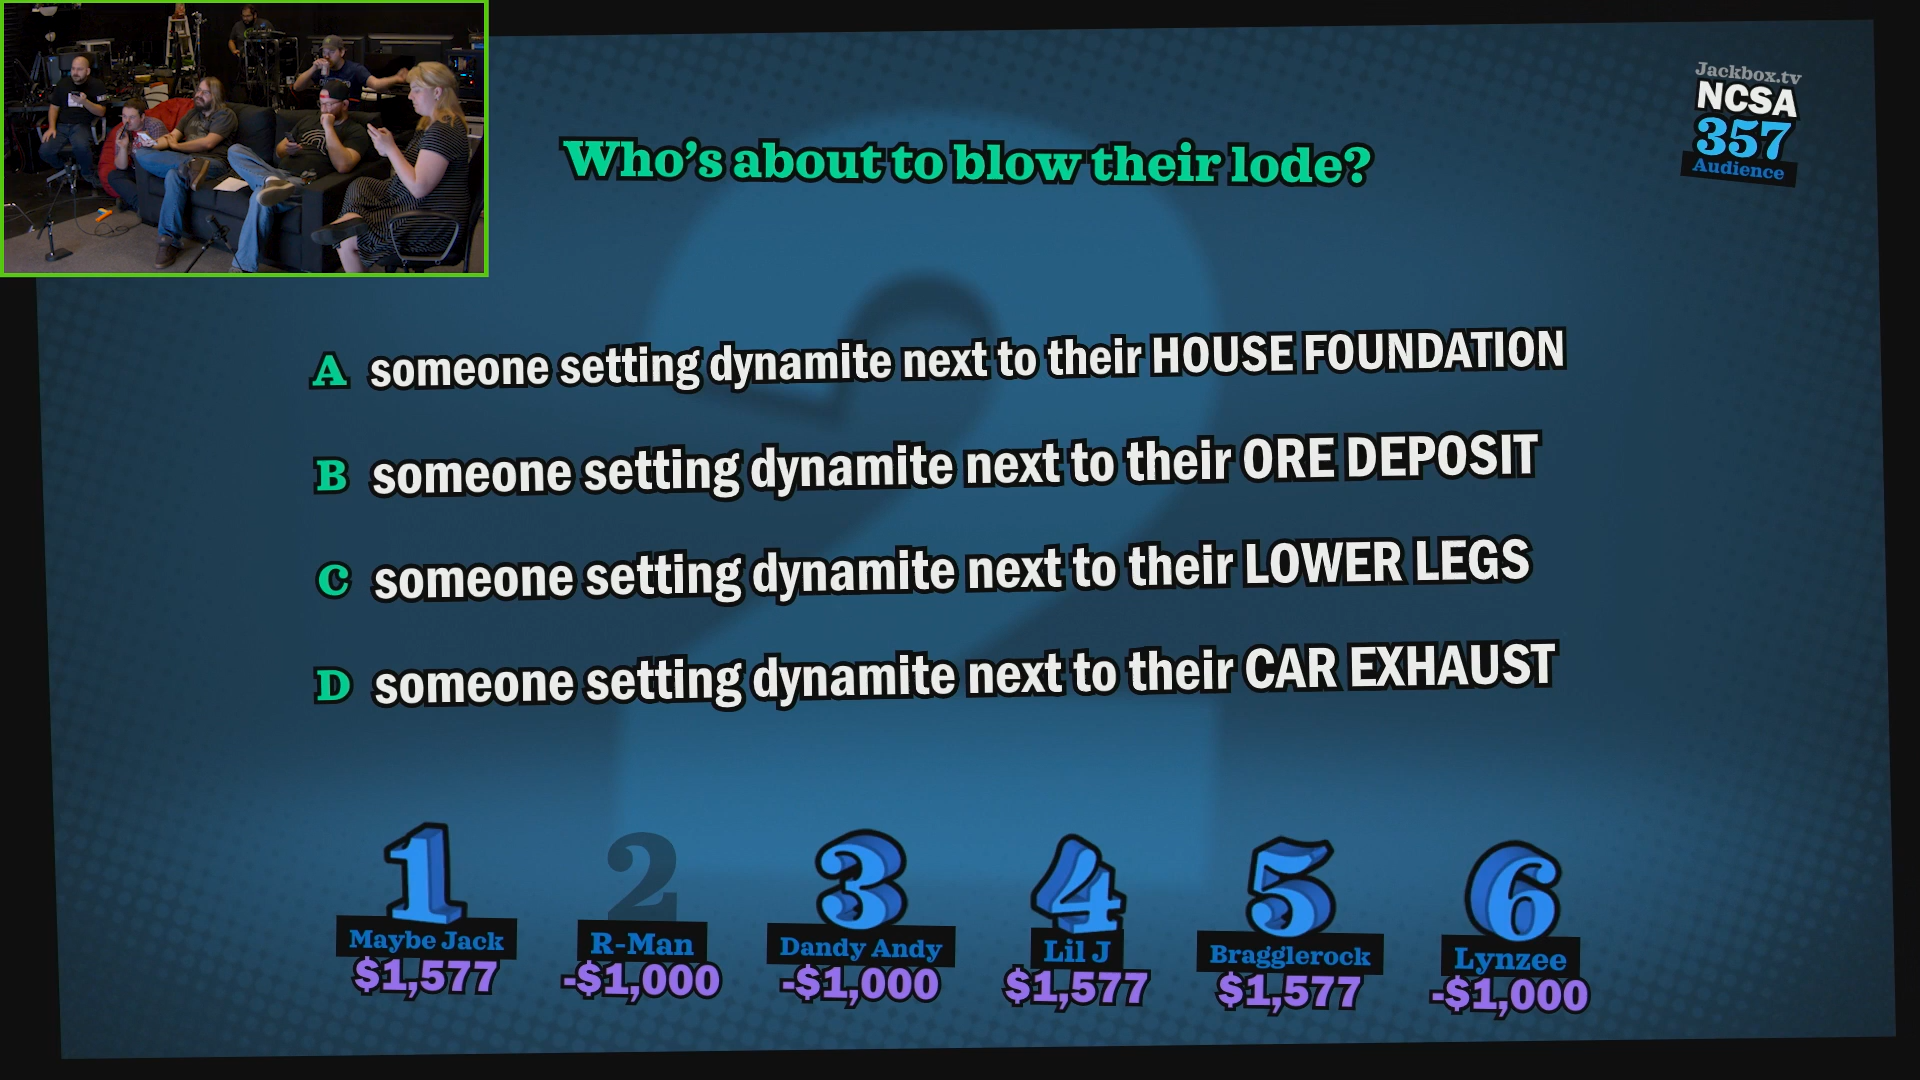 Jackbox.tv
NCSA
357
Audience
Who's about to blow their lode?
A someone setting dynamite next to their HOUSE FOUNDATION
B someone setting dynamite next to their ORE DEPOSIT
C someone setting dynamite next to their LOWER LEGS
D someone setting dynamite next to their CAR EXHAUST
1 2 3 4 5 6
Maybe Jack R-Man Dandy Andy Lil J Bragglerock Lynzee
$1,577 -$1,000 -$1,000 $1,577 $1,577 -$1,000